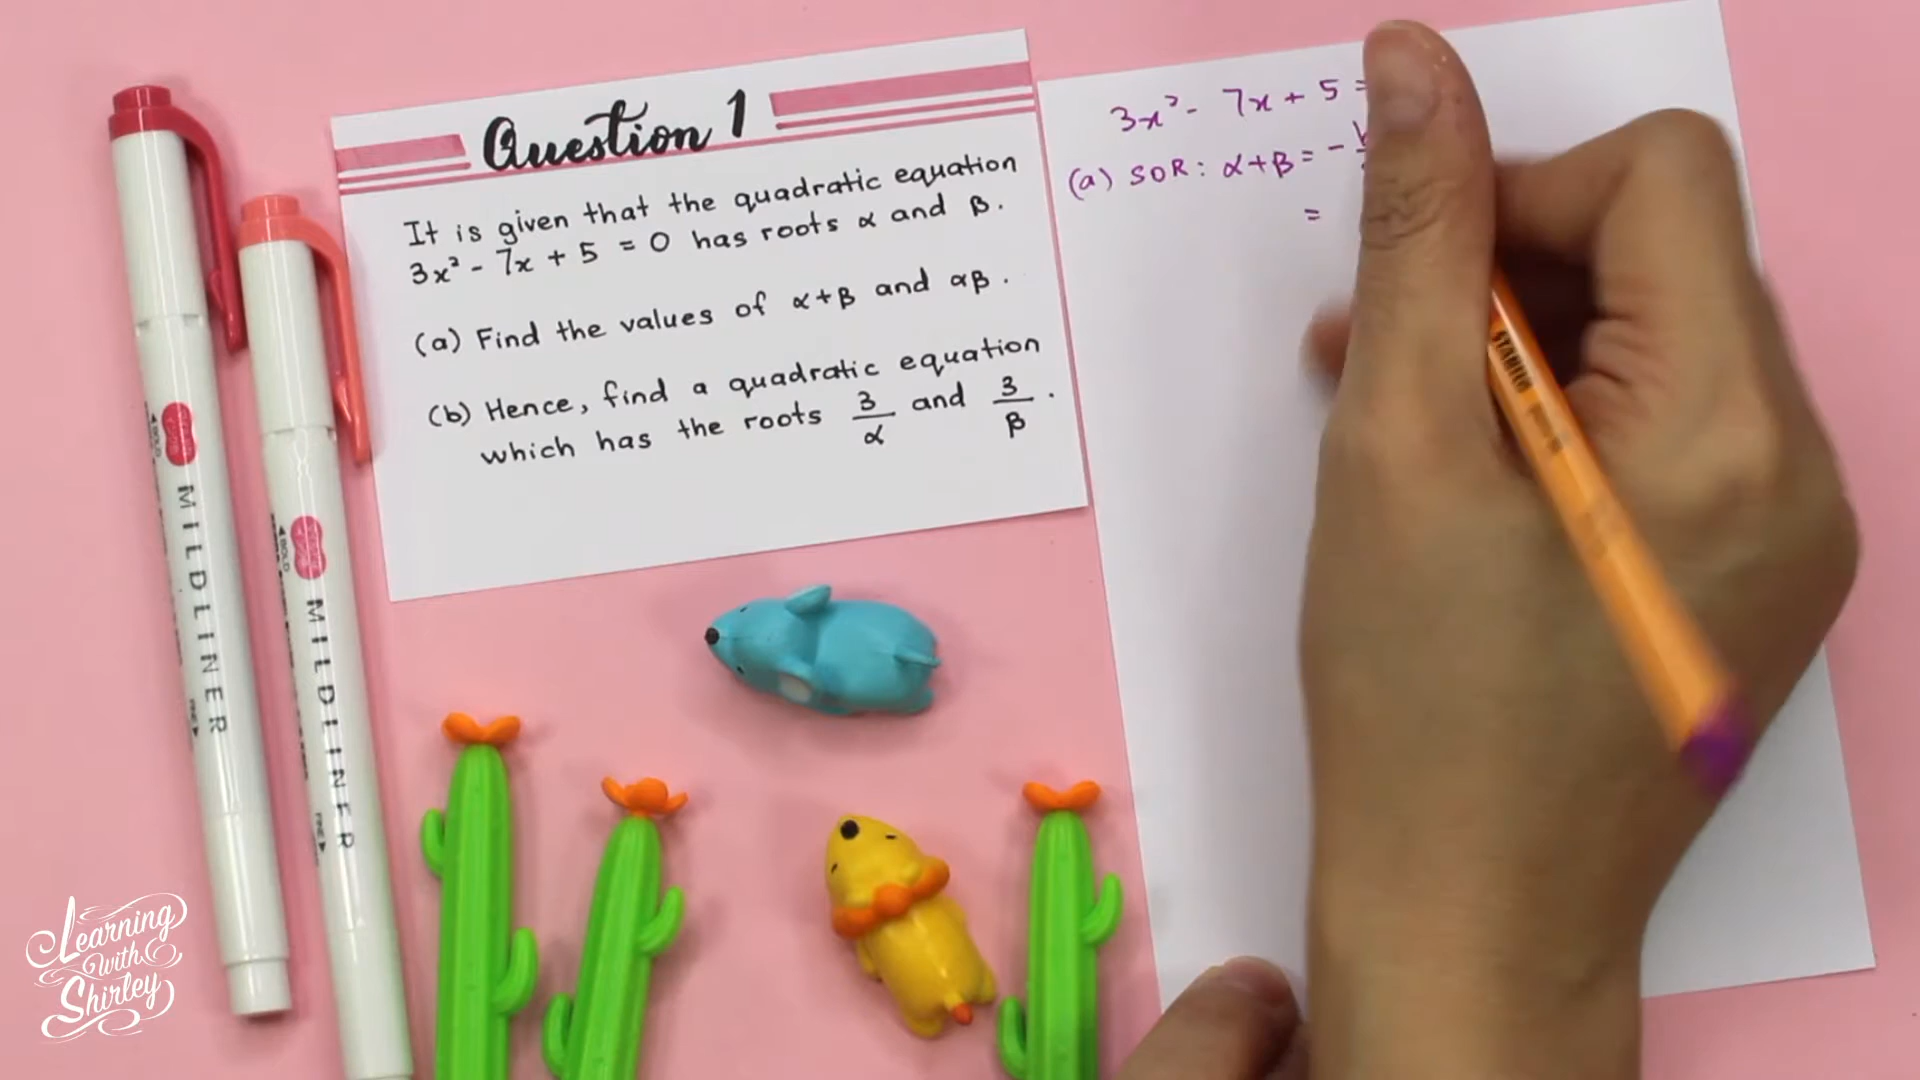 Question 1
It is given that the quadratic equation
3x² - 7x + 5 = 0 has roots α and β.
(a) Find the values of α+β and αβ.
(b) Hence, find a quadratic equation
which has the roots 3/α and 3/β.
3x² - 7x + 5 =
(a) SOR: α+β = -
=
MILDLINER
MILDLINER
STABILO
Learning
With
Shirley